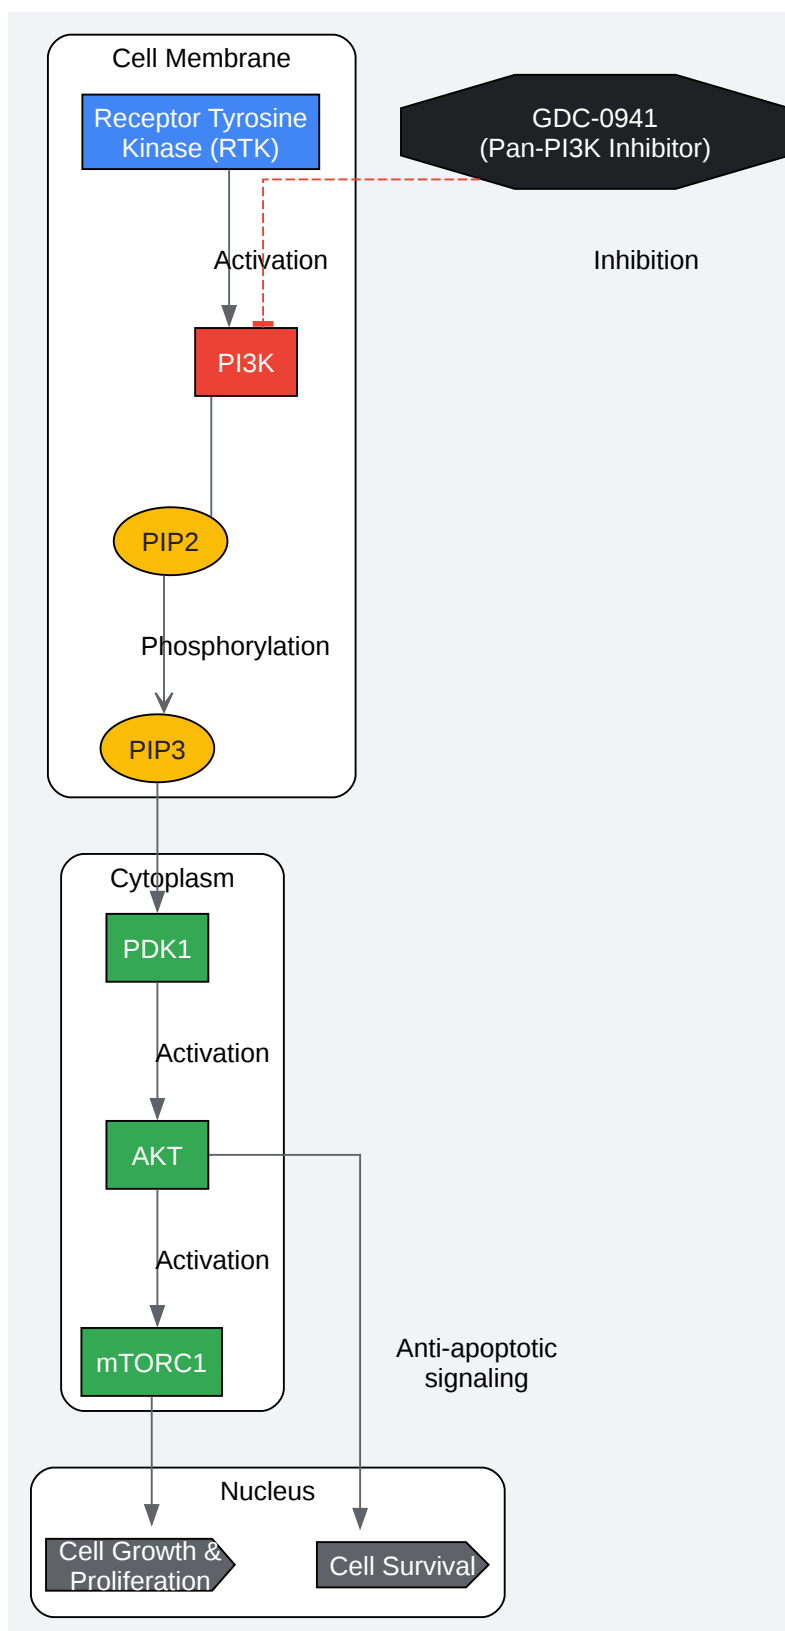 Cell Membrane
Receptor Tyrosine
Kinase (RTK)
GDC-0941
(Pan-PI3K Inhibitor)
Activation
Inhibition
PI3K
PIP2
Phosphorylation
PIP3
Cytoplasm
PDK1
Activation
AKT
Activation
mTORC1
Anti-apoptotic
signaling
Nucleus
Cell Growth &
Proliferation
Cell Survival